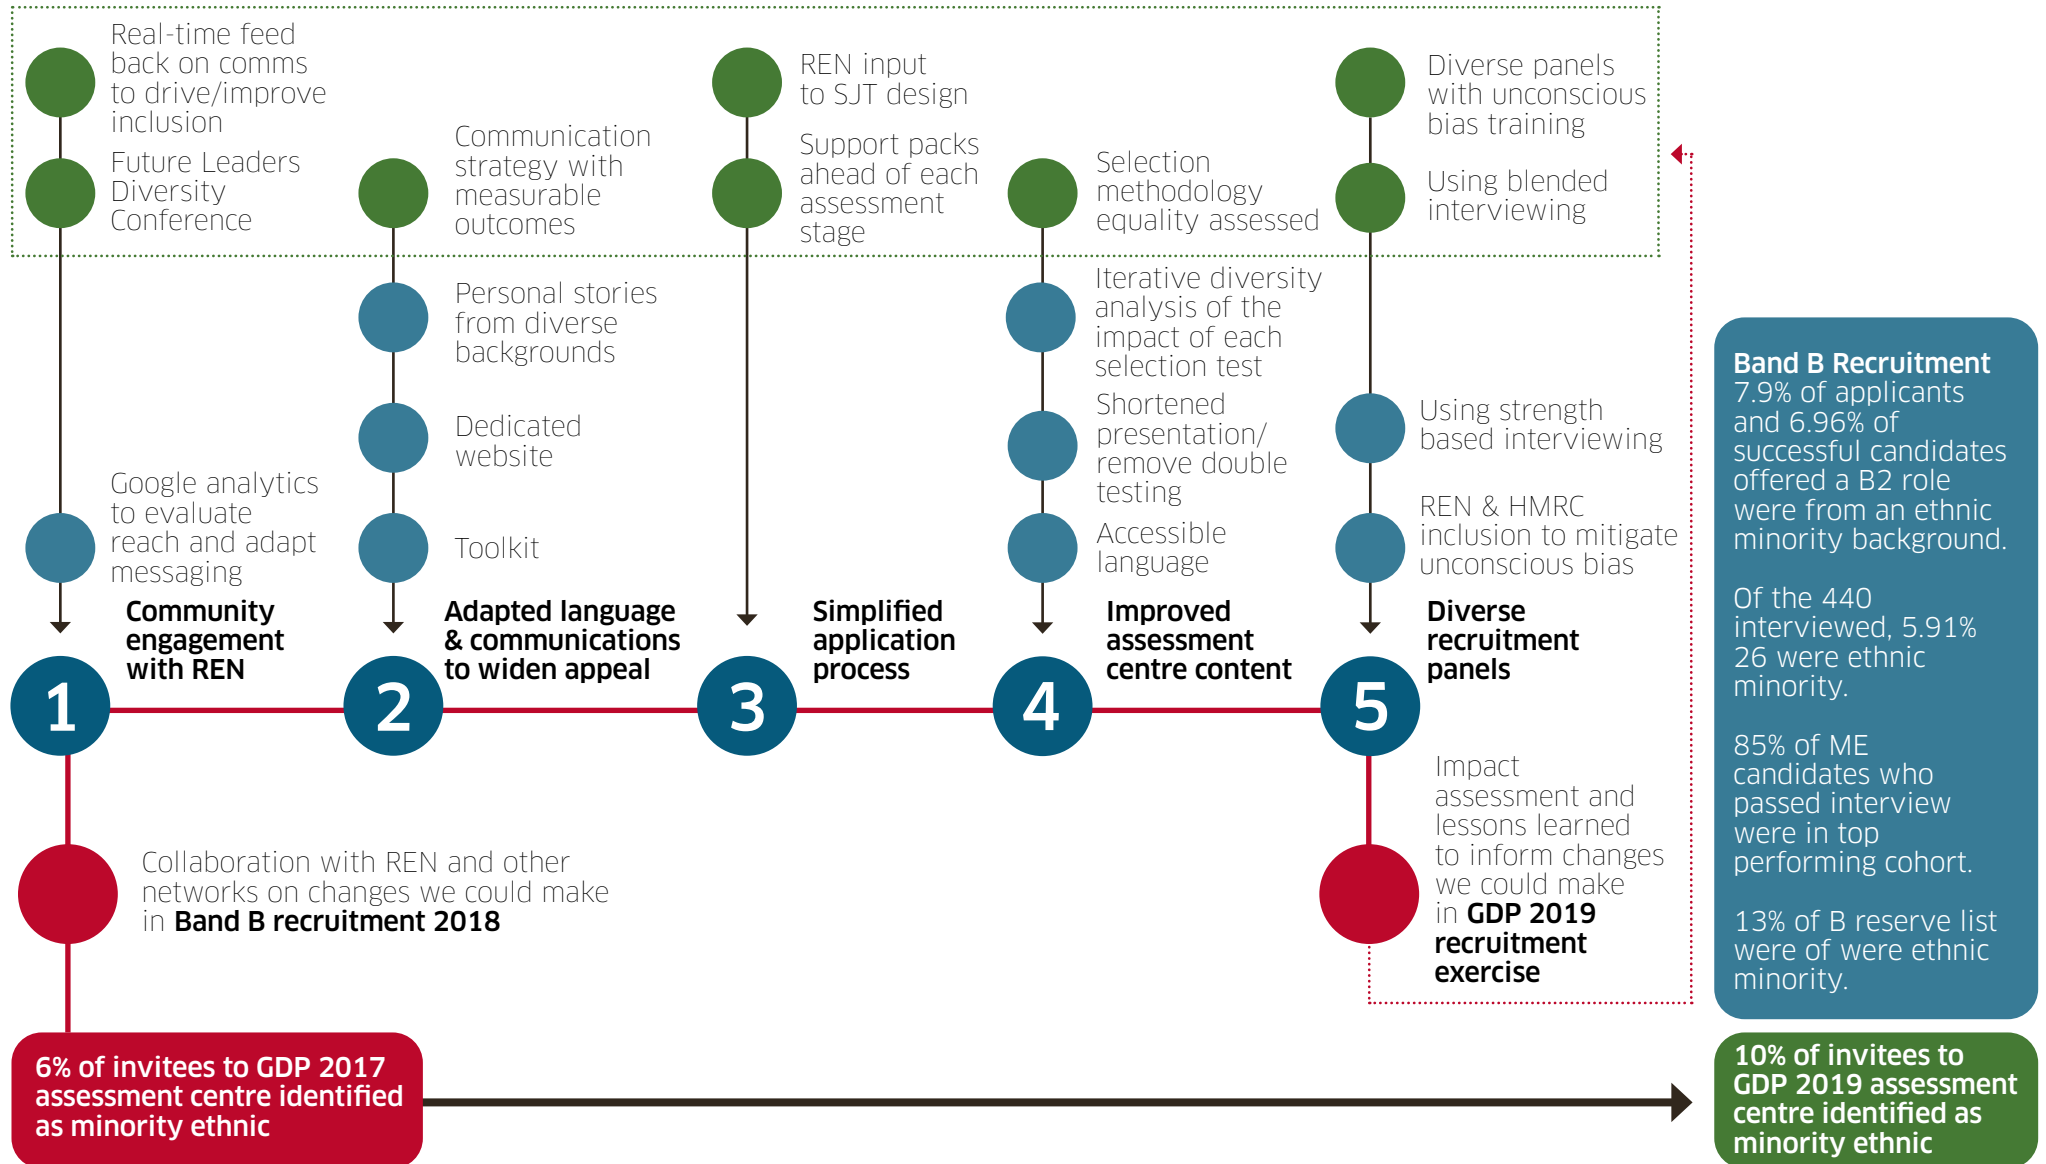 Real-time feed
back on comms
to drive/improve
inclusion
Future Leaders
Diversity
Conference
Google analytics
to evaluate
reach and adapt
messaging
Community
engagement
with REN
1
Communication
strategy with
measurable
outcomes
Personal stories
from diverse
backgrounds
Dedicated
website
Toolkit
Adapted language
& communications
to widen appeal
2
REN input
to SJT design
Support packs
ahead of each
assessment
stage
Simplified
application
process
3
Selection
methodology
equality assessed
Iterative diversity
analysis of the
impact of each
selection test
Shortened
presentation/
remove double
testing
Accessible
language
Improved
assessment
centre content
4
Diverse panels
with unconscious
bias training
Using blended
interviewing
Using strength
based interviewing
REN & HMRC
inclusion to mitigate
unconscious bias
Diverse
recruitment
panels
5
Collaboration with REN and other
networks on changes we could make
in Band B recruitment 2018
Impact
assessment and
lessons learned
to inform changes
we could make
in GDP 2019
recruitment
exercise
Band B Recruitment
7.9% of applicants
and 6.96% of
successful candidates
offered a B2 role
were from an ethnic
minority background.
Of the 440
interviewed, 5.91%
26 were ethnic
minority.
85% of ME
candidates who
passed interview
were in top
performing cohort.
13% of B reserve list
were of were ethnic
minority.
6% of invitees to GDP 2017
assessment centre identified
as minority ethnic
10% of invitees to
GDP 2019 assessment
centre identified as
minority ethnic